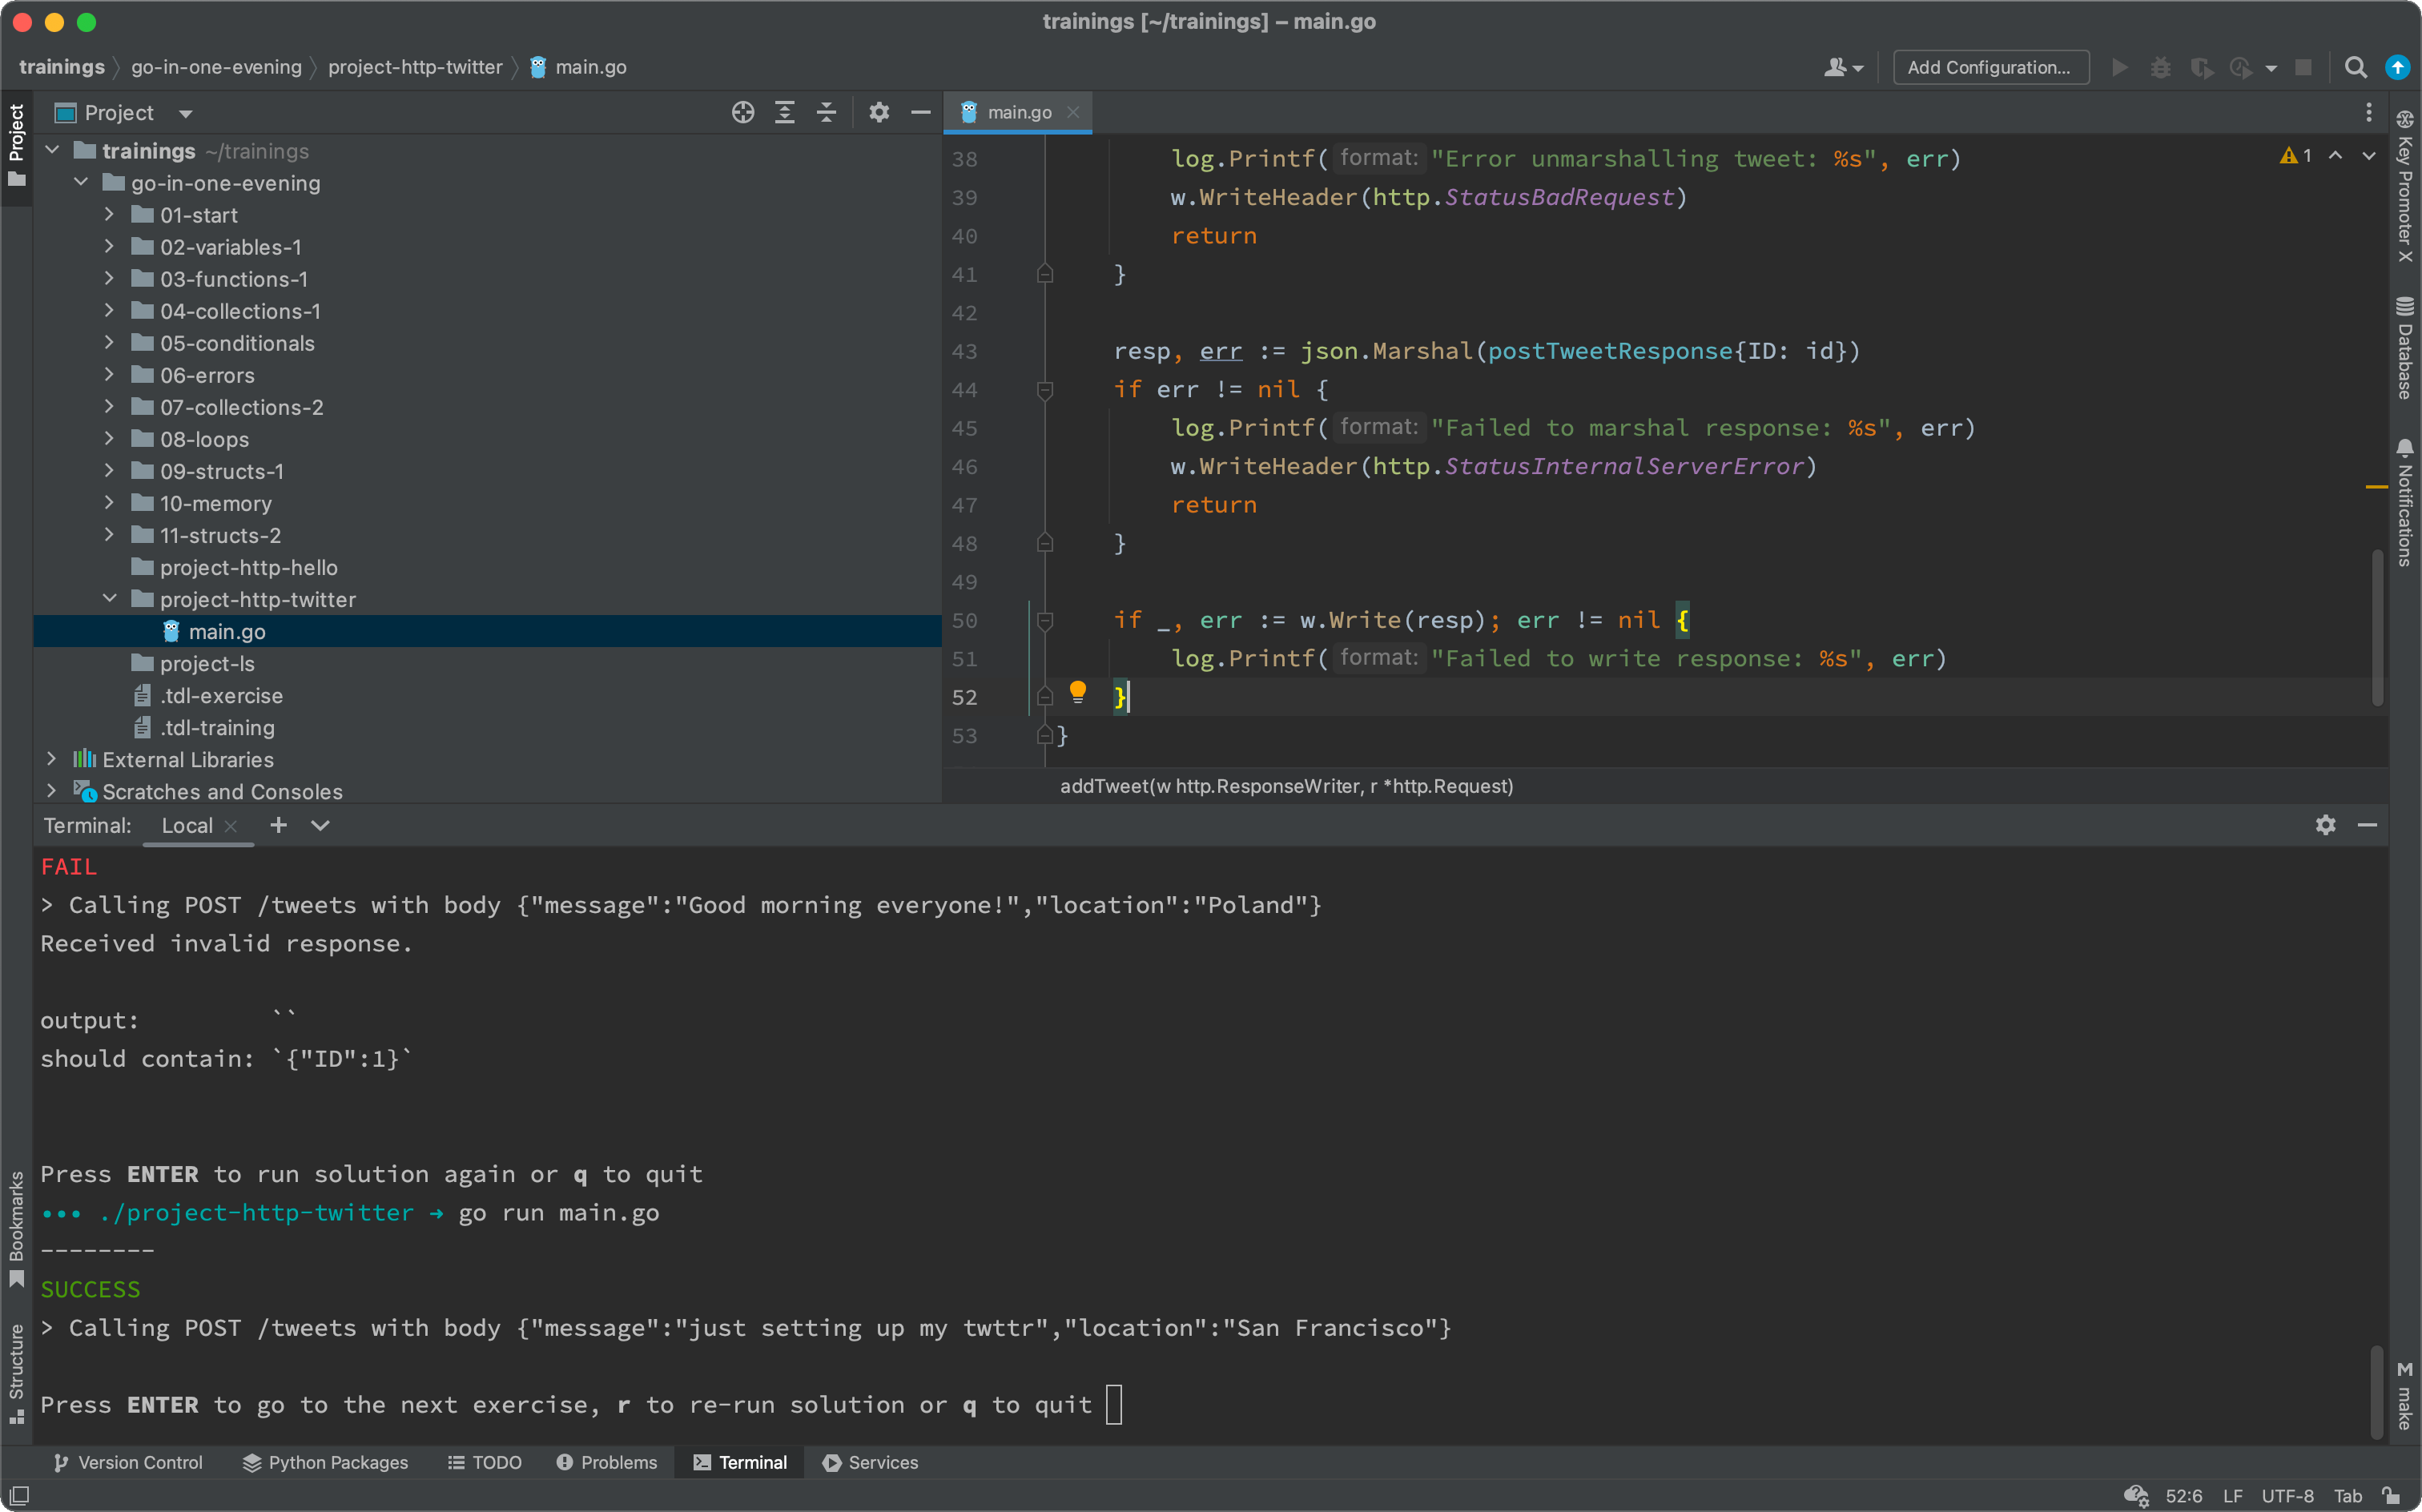 trainings [~/trainings] – main.go
trainings 〉 go-in-one-evening 〉 project-http-twitter 〉 main.go
Add Configuration...
Project
Project
main.go
trainings ~/trainings
go-in-one-evening
01-start
02-variables-1
03-functions-1
04-collections-1
05-conditionals
06-errors
07-collections-2
08-loops
09-structs-1
10-memory
11-structs-2
project-http-hello
project-http-twitter
main.go
project-ls
.tdl-exercise
.tdl-training
External Libraries
Scratches and Consoles
1
38 log.Printf( format: "Error unmarshalling tweet: %s", err)
39 w.WriteHeader(http.StatusBadRequest)
40 return
41 }
42
43 resp, err := json.Marshal(postTweetResponse{ID: id})
44 if err != nil {
45 log.Printf( format: "Failed to marshal response: %s", err)
46 w.WriteHeader(http.StatusInternalServerError)
47 return
48 }
49
50 if _, err := w.Write(resp); err != nil {
51 log.Printf( format: "Failed to write response: %s", err)
52 }
53 }
addTweet(w http.ResponseWriter, r *http.Request)
Key Promoter X
Database
Notifications
make
Terminal: Local
FAIL
> Calling POST /tweets with body {"message":"Good morning everyone!","location":"Poland"}
Received invalid response.
output: ``
should contain: `{"ID":1}`
Press ENTER to run solution again or q to quit
••• ./project-http-twitter → go run main.go
--------
SUCCESS
> Calling POST /tweets with body {"message":"just setting up my twttr","location":"San Francisco"}
Press ENTER to go to the next exercise, r to re-run solution or q to quit
Bookmarks
Structure
Version Control
Python Packages
TODO
Problems
Terminal
Services
52:6 LF UTF-8 Tab